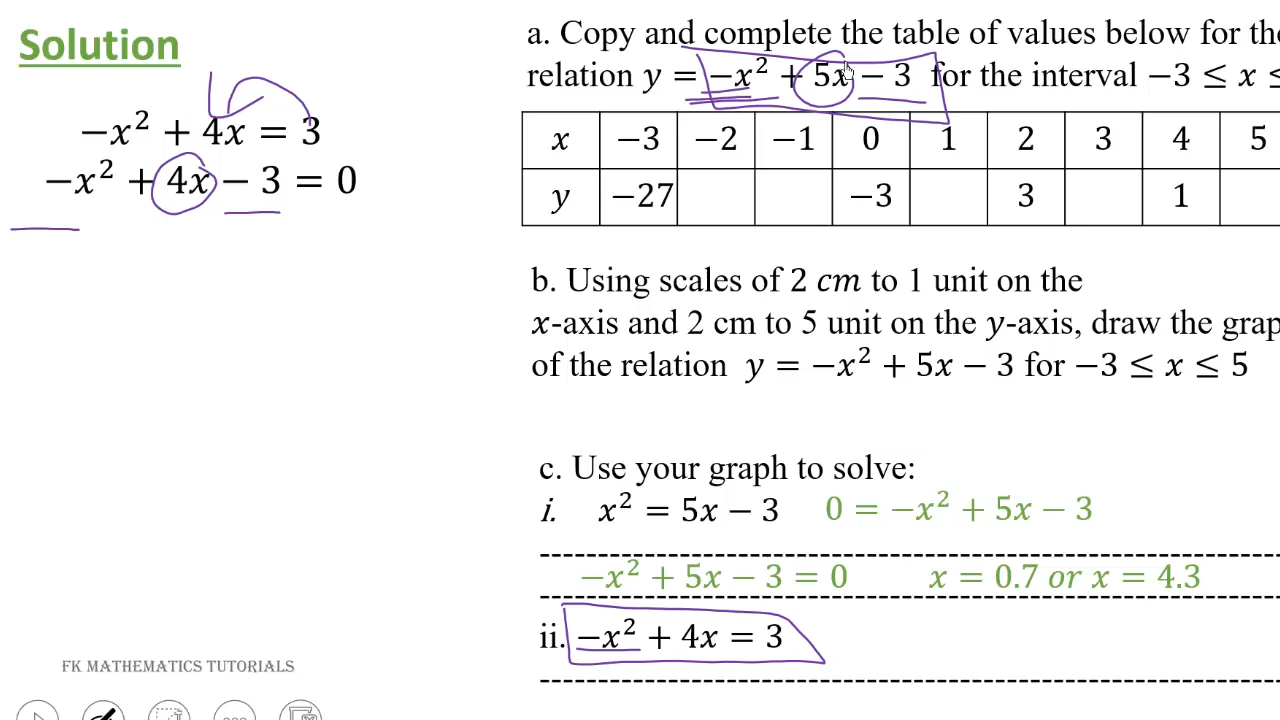 Solution
−x² + 4x = 3
−x² + 4x − 3 = 0
a. Copy and complete the table of values below for the
relation y = −x² + 5x − 3 for the interval −3 ≤ x ≤
x −3 −2 −1 0 1 2 3 4 5
y −27 −3 3 1
b. Using scales of 2 cm to 1 unit on the
x-axis and 2 cm to 5 unit on the y-axis, draw the grap
of the relation y = −x² + 5x − 3 for −3 ≤ x ≤ 5
c. Use your graph to solve:
i. x² = 5x − 3 0 = −x² + 5x − 3
−x² + 5x − 3 = 0 x = 0.7 or x = 4.3
ii. −x² + 4x = 3
FK MATHEMATICS TUTORIALS